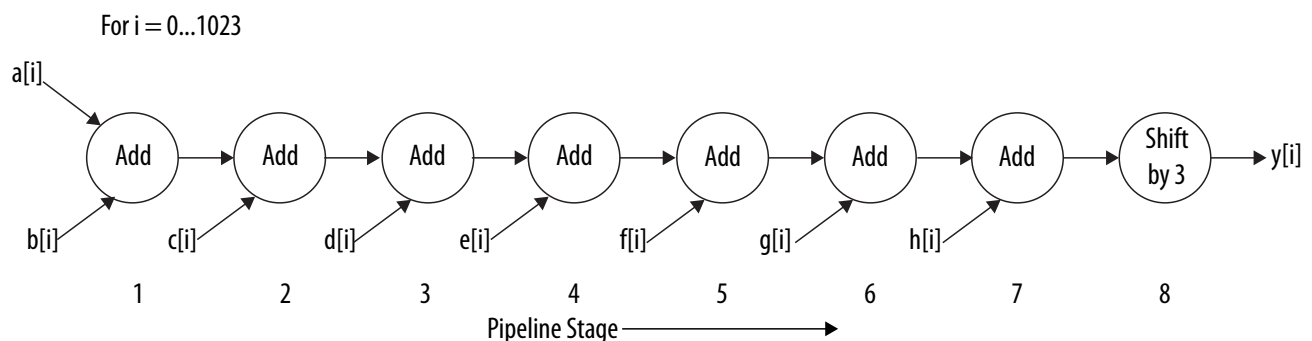 For i = 0...1023
a[i]
Add
Add
Add
Add
Add
Add
Add
Shift
by 3
y[i]
b[i]
c[i]
d[i]
e[i]
f[i]
g[i]
h[i]
1
2
3
4
5
6
7
8
Pipeline Stage